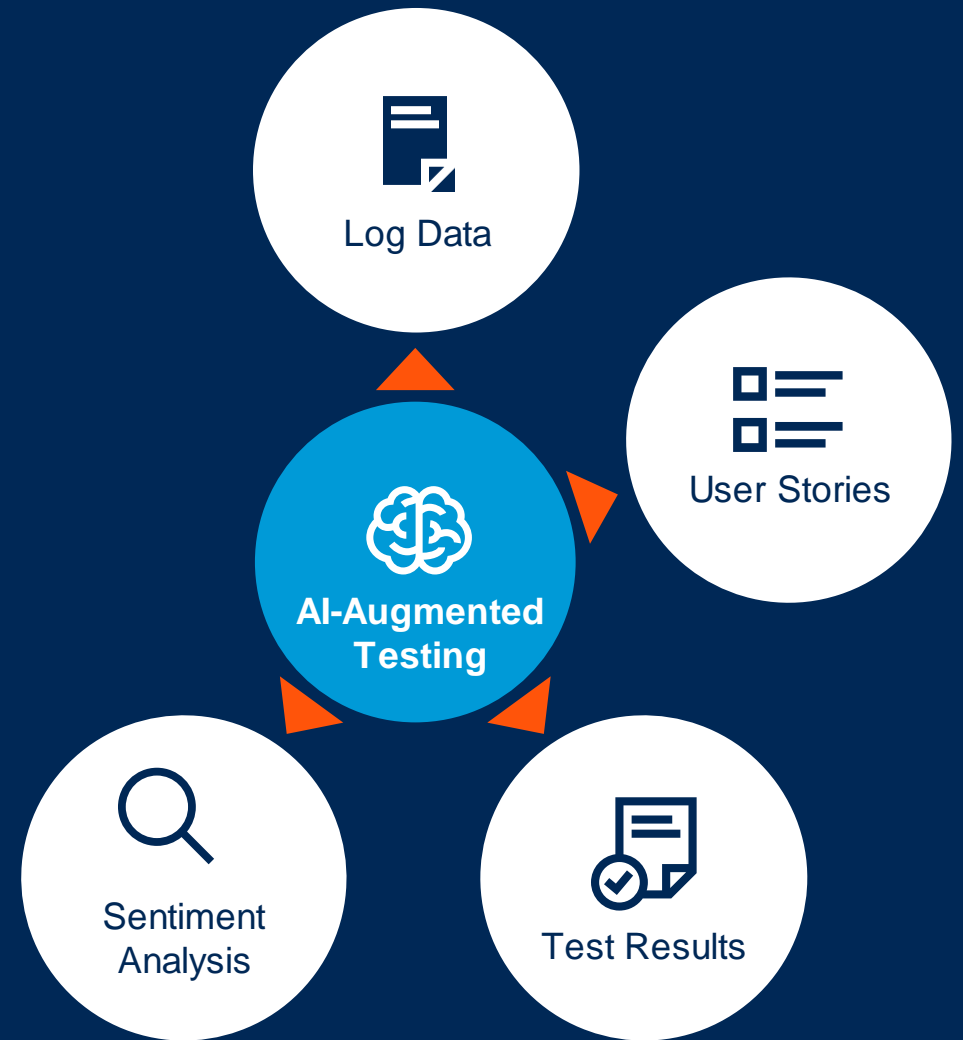 Log Data
User Stories
AI-Augmented
Testing
Sentiment
Analysis
Test Results